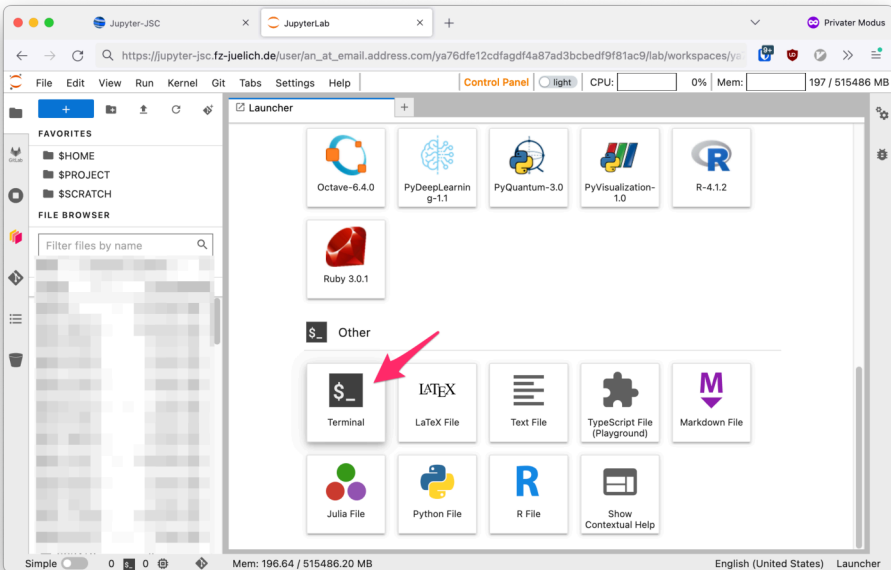 Jupyter-JSC
JupyterLab
Privater Modus
https://jupyter-jsc.fz-juelich.de/user/an_at_email.address.com/ya76dfe12cdfagdf4a87ad3bcbedf9f81ac9/lab/workspaces/ya
9+
File Edit View Run Kernel Git Tabs Settings Help
Control Panel light CPU: 0% Mem: 197 / 515486 MB
Launcher
GitLab
FAVORITES
$HOME
$PROJECT
$SCRATCH
FILE BROWSER
Filter files by name
Octave-6.4.0
PyDeepLearnin
g-1.1
PyQuantum-3.0
PyVisualization-
1.0
R
R-4.1.2
Ruby 3.0.1
$_ Other
$_
Terminal
LATEX
LaTeX File
Text File
TypeScript File
(Playground)
M
Markdown File
Julia File
Python File
R
R File
Show
Contextual Help
Simple 0 $_ 0 Mem: 196.64 / 515486.20 MB English (United States) Launcher